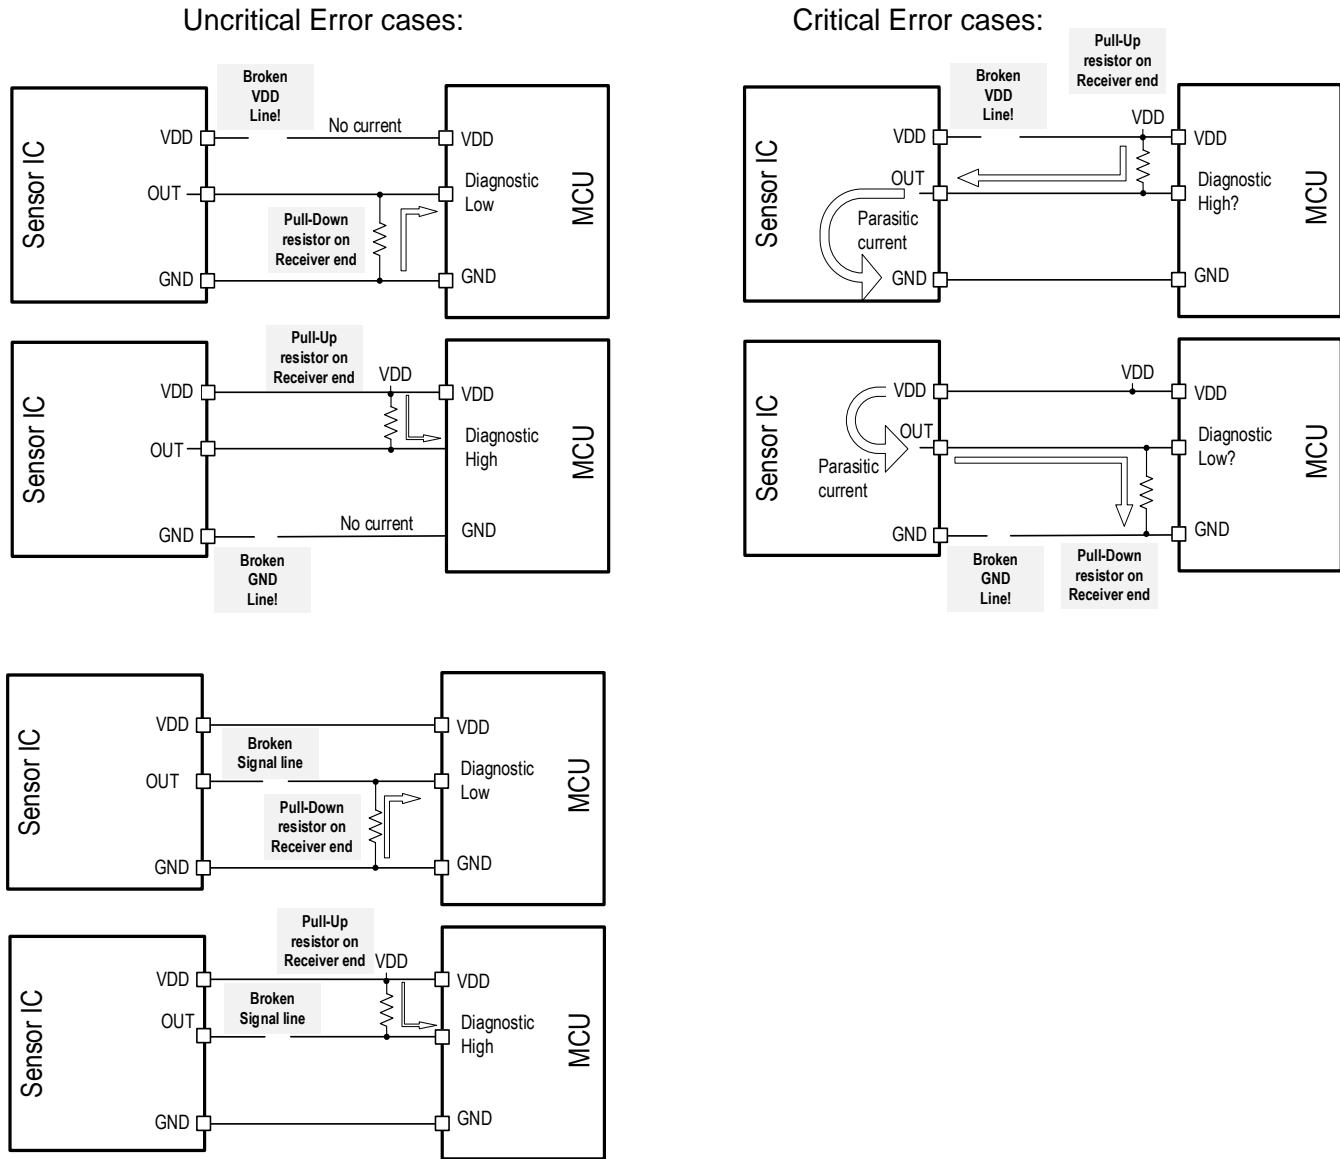 Uncritical Error cases:
Broken
VDD
Line!
No current
VDD
VDD
OUT
Diagnostic
Low
Pull-Down
resistor on
Receiver end
GND
GND
Sensor IC
MCU
Pull-Up
resistor on
Receiver end
VDD
VDD
VDD
OUT
Diagnostic
High
No current
GND
GND
Broken
GND
Line!
Sensor IC
MCU
VDD
VDD
Broken
Signal line
OUT
Diagnostic
Low
Pull-Down
resistor on
Receiver end
GND
GND
Sensor IC
MCU
Pull-Up
resistor on
Receiver end
VDD
VDD
VDD
Broken
Signal line
OUT
Diagnostic
High
GND
GND
Sensor IC
MCU
Critical Error cases:
Pull-Up
resistor on
Receiver end
Broken
VDD
Line!
VDD
VDD
VDD
OUT
Diagnostic
High?
Parasitic
current
GND
GND
Sensor IC
MCU
VDD
VDD
VDD
OUT
Diagnostic
Low?
Parasitic
current
GND
GND
Broken
GND
Line!
Pull-Down
resistor on
Receiver end
Sensor IC
MCU